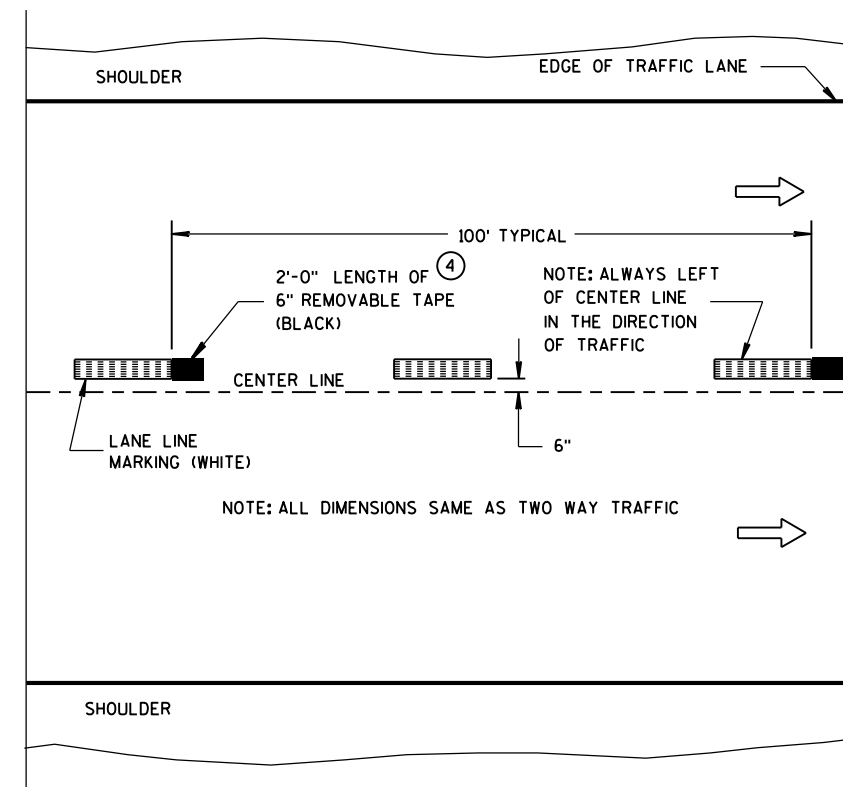 SHOULDER
EDGE OF TRAFFIC LANE
100' TYPICAL
2'-0" LENGTH OF 4
6" REMOVABLE TAPE
(BLACK)
NOTE: ALWAYS LEFT
OF CENTER LINE
IN THE DIRECTION
OF TRAFFIC
CENTER LINE
6"
LANE LINE
MARKING (WHITE)
NOTE: ALL DIMENSIONS SAME AS TWO WAY TRAFFIC
SHOULDER